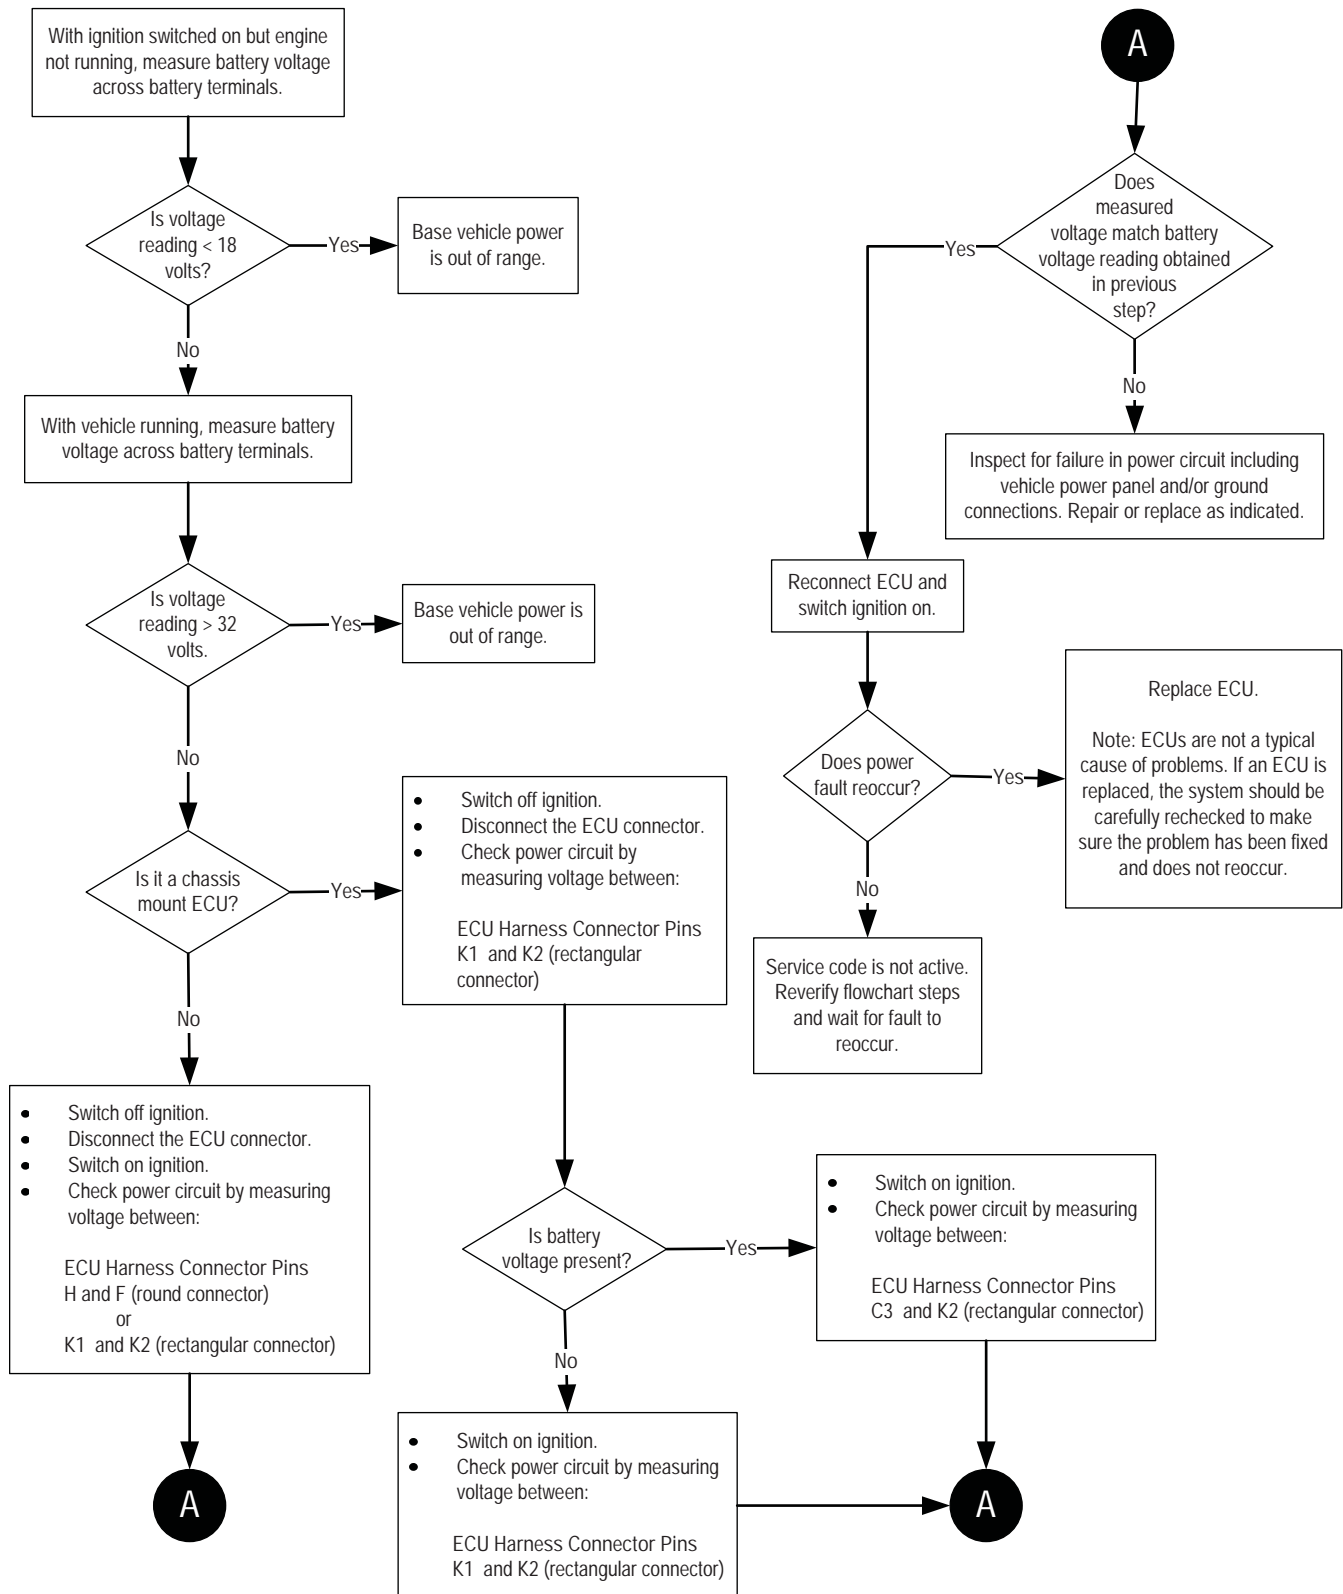 With ignition switched on but engine
not running, measure battery voltage
across battery terminals.
Is voltage
reading < 18
volts?
Yes
Base vehicle power
is out of range.
No
With vehicle running, measure battery
voltage across battery terminals.
Is voltage
reading > 32
volts.
Yes
Base vehicle power is
out of range.
No
Is it a chassis
mount ECU?
Yes
• Switch off ignition.
• Disconnect the ECU connector.
• Check power circuit by
measuring voltage between:
ECU Harness Connector Pins
K1 and K2 (rectangular
connector)
No
• Switch off ignition.
• Disconnect the ECU connector.
• Switch on ignition.
• Check power circuit by measuring
voltage between:
ECU Harness Connector Pins
H and F (round connector)
or
K1 and K2 (rectangular connector)
A
Is battery
voltage present?
Yes
• Switch on ignition.
• Check power circuit by measuring
voltage between:
ECU Harness Connector Pins
C3 and K2 (rectangular connector)
No
• Switch on ignition.
• Check power circuit by measuring
voltage between:
ECU Harness Connector Pins
K1 and K2 (rectangular connector)
A
A
Does
measured
voltage match battery
voltage reading obtained
in previous
step?
Yes
No
Inspect for failure in power circuit including
vehicle power panel and/or ground
connections. Repair or replace as indicated.
Reconnect ECU and
switch ignition on.
Does power
fault reoccur?
Yes
Replace ECU.
Note: ECUs are not a typical
cause of problems. If an ECU is
replaced, the system should be
carefully rechecked to make
sure the problem has been fixed
and does not reoccur.
No
Service code is not active.
Reverify flowchart steps
and wait for fault to
reoccur.